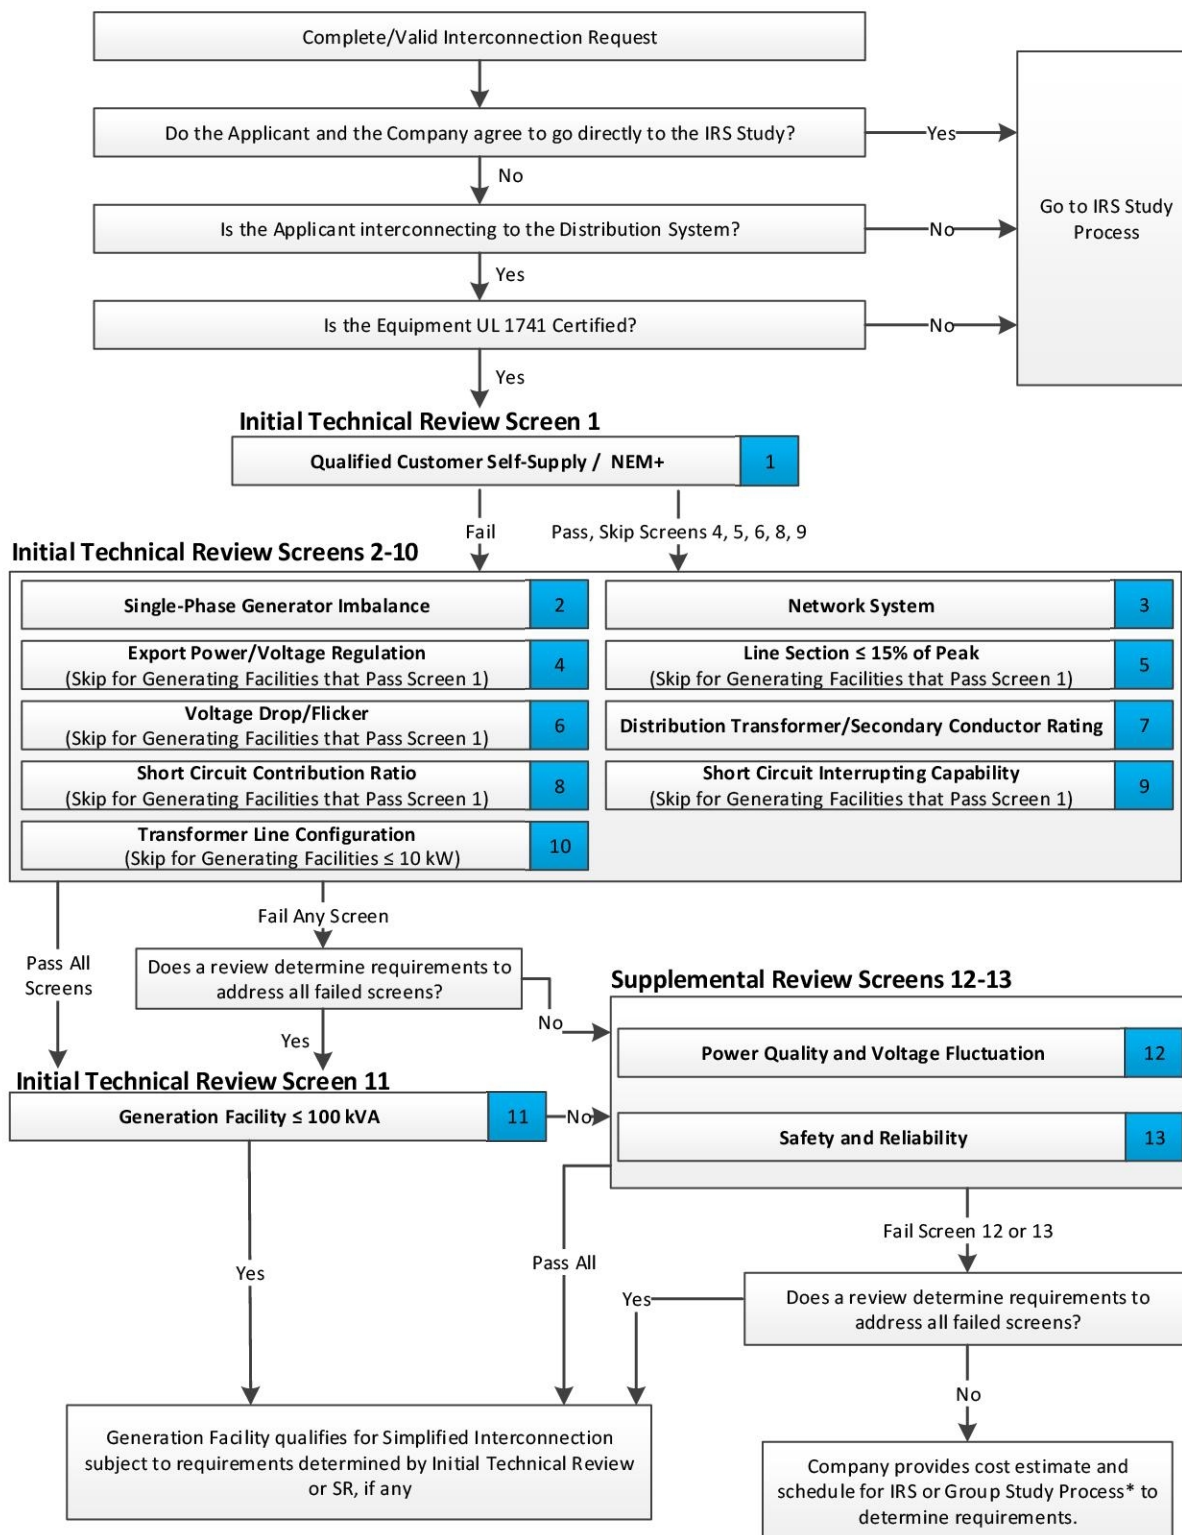 Complete/Valid Interconnection Request
Do the Applicant and the Company agree to go directly to the IRS Study?
Yes
No
Go to IRS Study
Process
Is the Applicant interconnecting to the Distribution System?
No
Yes
Is the Equipment UL 1741 Certified?
No
Yes
Initial Technical Review Screen 1
Qualified Customer Self-Supply / NEM+
1
Fail
Pass, Skip Screens 4, 5, 6, 8, 9
Initial Technical Review Screens 2-10
Single-Phase Generator Imbalance
2
Network System
3
Export Power/Voltage Regulation
(Skip for Generating Facilities that Pass Screen 1)
4
Line Section ≤ 15% of Peak
(Skip for Generating Facilities that Pass Screen 1)
5
Voltage Drop/Flicker
(Skip for Generating Facilities that Pass Screen 1)
6
Distribution Transformer/Secondary Conductor Rating
7
Short Circuit Contribution Ratio
(Skip for Generating Facilities that Pass Screen 1)
8
Short Circuit Interrupting Capability
(Skip for Generating Facilities that Pass Screen 1)
9
Transformer Line Configuration
(Skip for Generating Facilities ≤ 10 kW)
10
Pass All
Screens
Fail Any Screen
Does a review determine requirements to
address all failed screens?
No
Yes
Initial Technical Review Screen 11
Generation Facility ≤ 100 kVA
11
No
Supplemental Review Screens 12-13
Power Quality and Voltage Fluctuation
12
Safety and Reliability
13
Yes
Pass All
Fail Screen 12 or 13
Does a review determine requirements to
address all failed screens?
Yes
No
Generation Facility qualifies for Simplified Interconnection
subject to requirements determined by Initial Technical Review
or SR, if any
Company provides cost estimate and
schedule for IRS or Group Study Process* to
determine requirements.